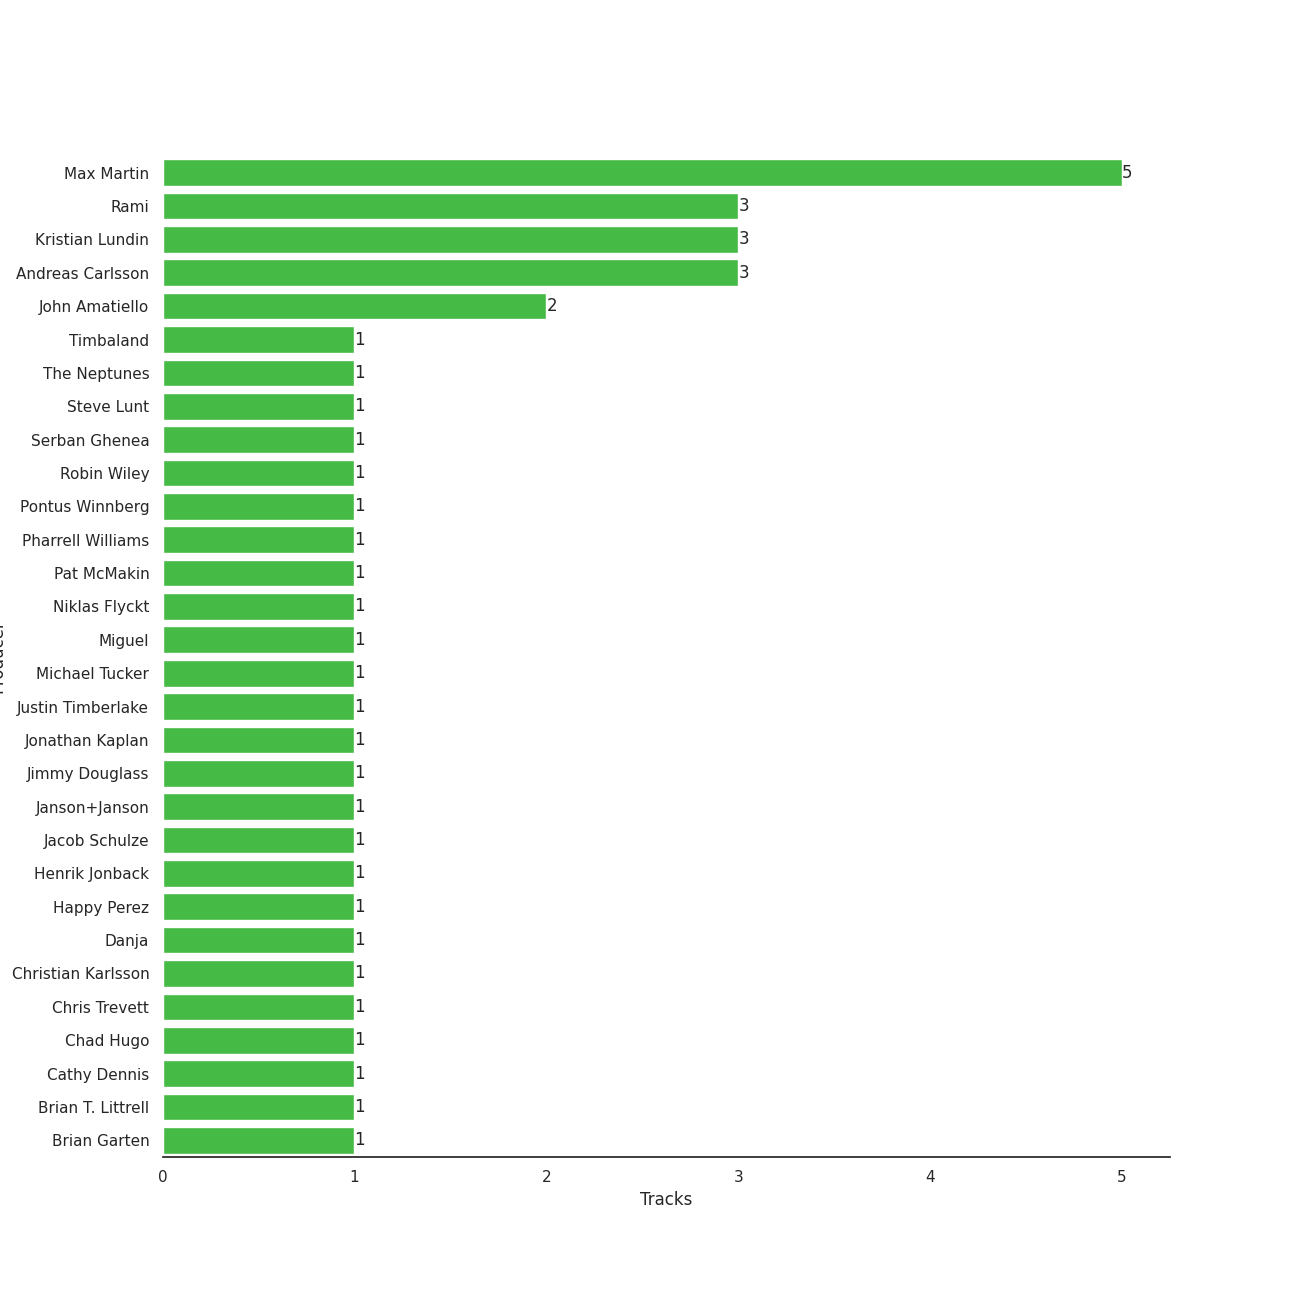 Max Martin 5
Rami 3
Kristian Lundin 3
Andreas Carlsson 3
John Amatiello 2
Timbaland 1
The Neptunes 1
Steve Lunt 1
Serban Ghenea 1
Robin Wiley 1
Pontus Winnberg 1
Pharrell Williams 1
Pat McMakin 1
Niklas Flyckt 1
Miguel 1
Michael Tucker 1
Justin Timberlake 1
Jonathan Kaplan 1
Jimmy Douglass 1
Janson+Janson 1
Jacob Schulze 1
Henrik Jonback 1
Happy Perez 1
Danja 1
Christian Karlsson 1
Chris Trevett 1
Chad Hugo 1
Cathy Dennis 1
Brian T. Littrell 1
Brian Garten 1
0 1 2 3 4 5
Tracks